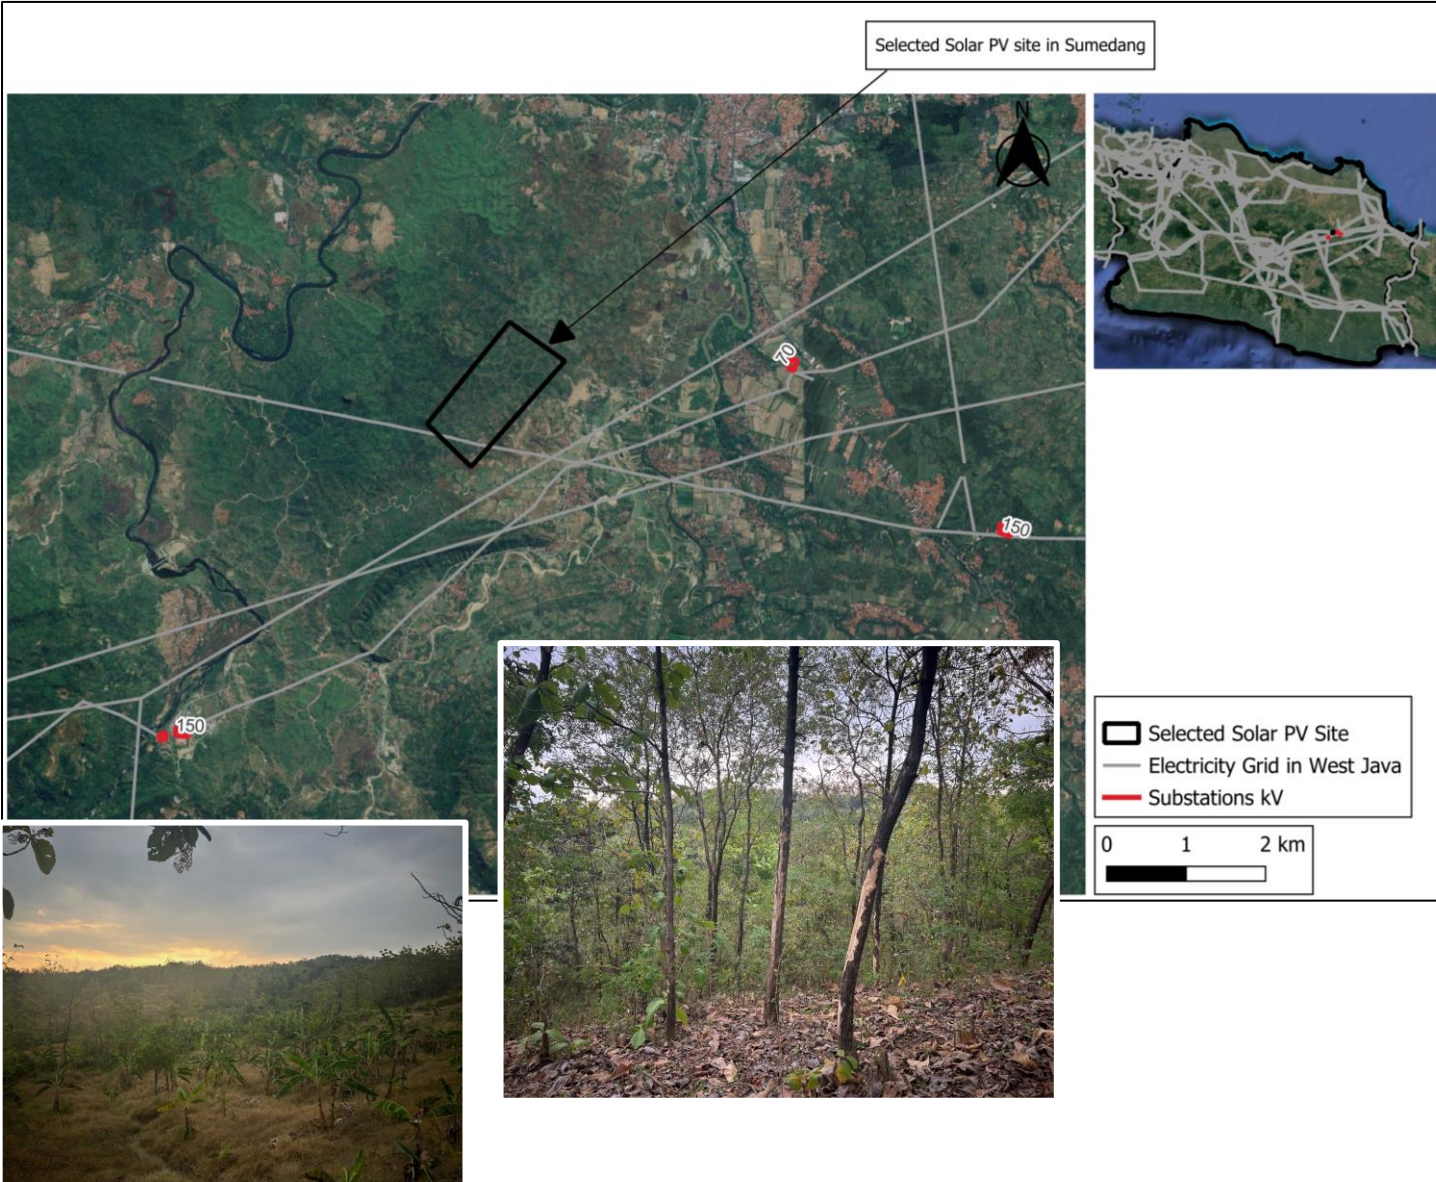 Selected Solar PV site in Sumedang
N
70
150
150
Selected Solar PV Site
Electricity Grid in West Java
Substations kV
0 1 2 km